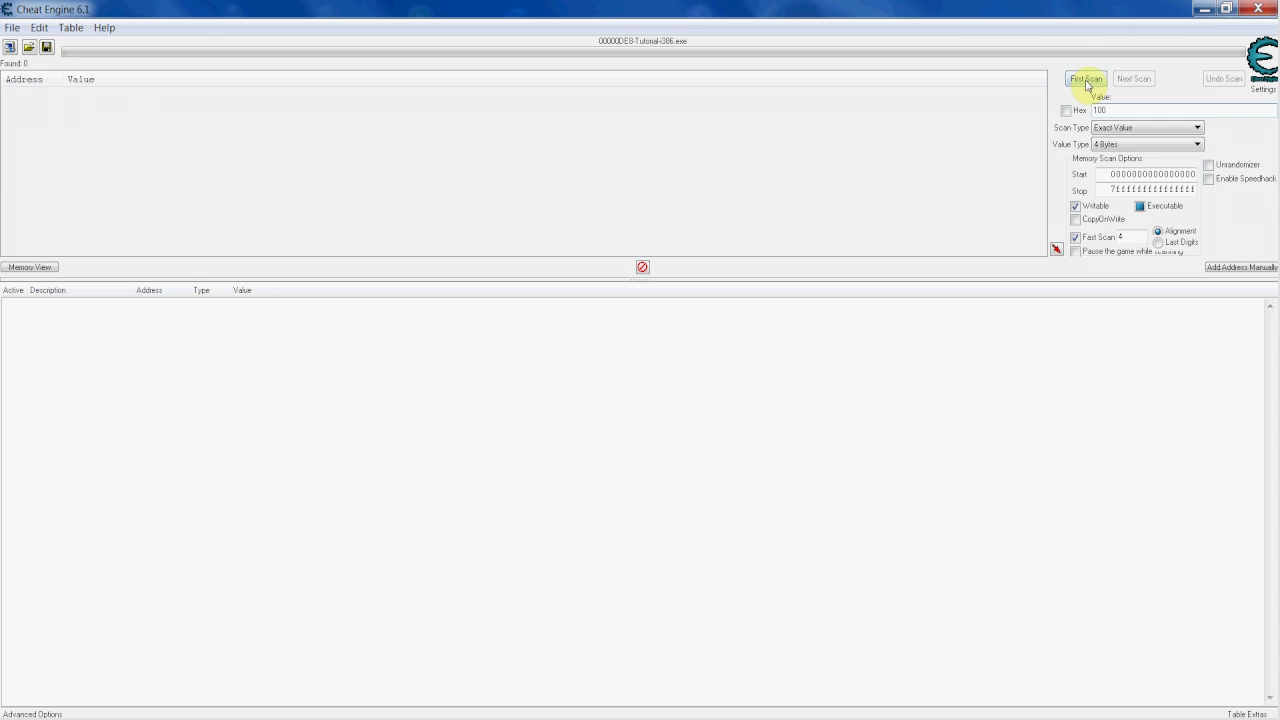 Cheat Engine 6.1
File Edit Table Help
00000DE8-Tutorial-i386.exe
Found: 0
Address Value
First Scan Next Scan Undo Scan
Settings
Value:
Hex 100
Scan Type Exact Value
Value Type 4 Bytes
Memory Scan Options
Unrandomizer
Start 0000000000000000
Enable Speedhack
Stop 7fffffffffffffff
Writable Executable
CopyOnWrite
Fast Scan 4 Alignment
Last Digits
Pause the game while scanning
Memory View Add Address Manually
Active Description Address Type Value
Advanced Options Table Extras